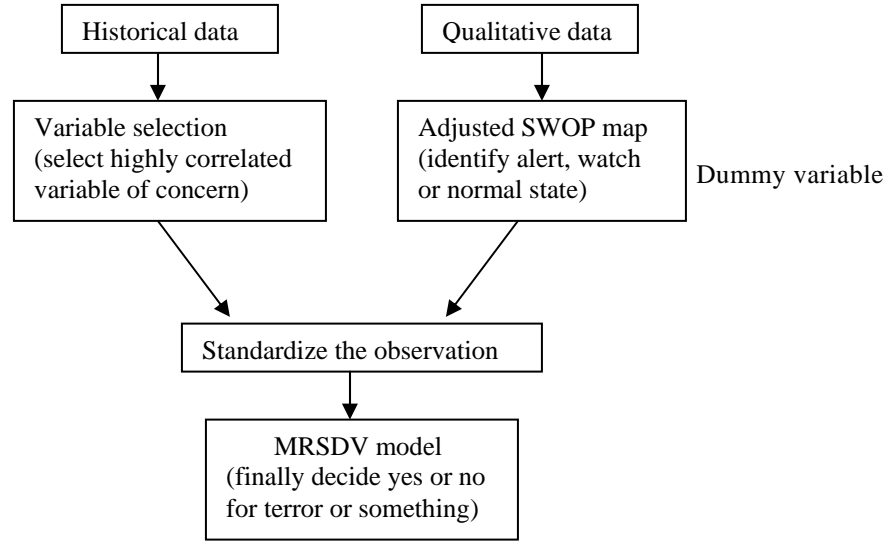 Historical data
Qualitative data
Variable selection
(select highly correlated
variable of concern)
Adjusted SWOP map
(identify alert, watch
or normal state)
Dummy variable
Standardize the observation
MRSDV model
(finally decide yes or no
for terror or something)